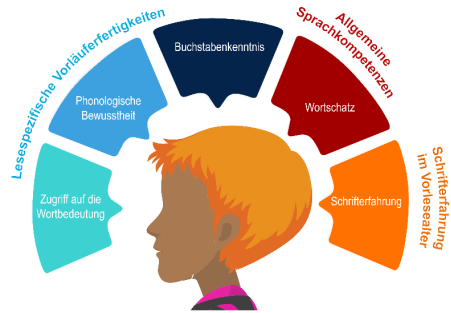 Lesespezifische Vorläuferfertigkeiten
Allgemeine
Sprachkompetenzen
Schrifterfahrung
im Vorlesealter
Buchstabenkenntnis
Phonologische
Bewusstheit
Wortschatz
Zugriff auf die
Wortbedeutung
Schrifterfahrung